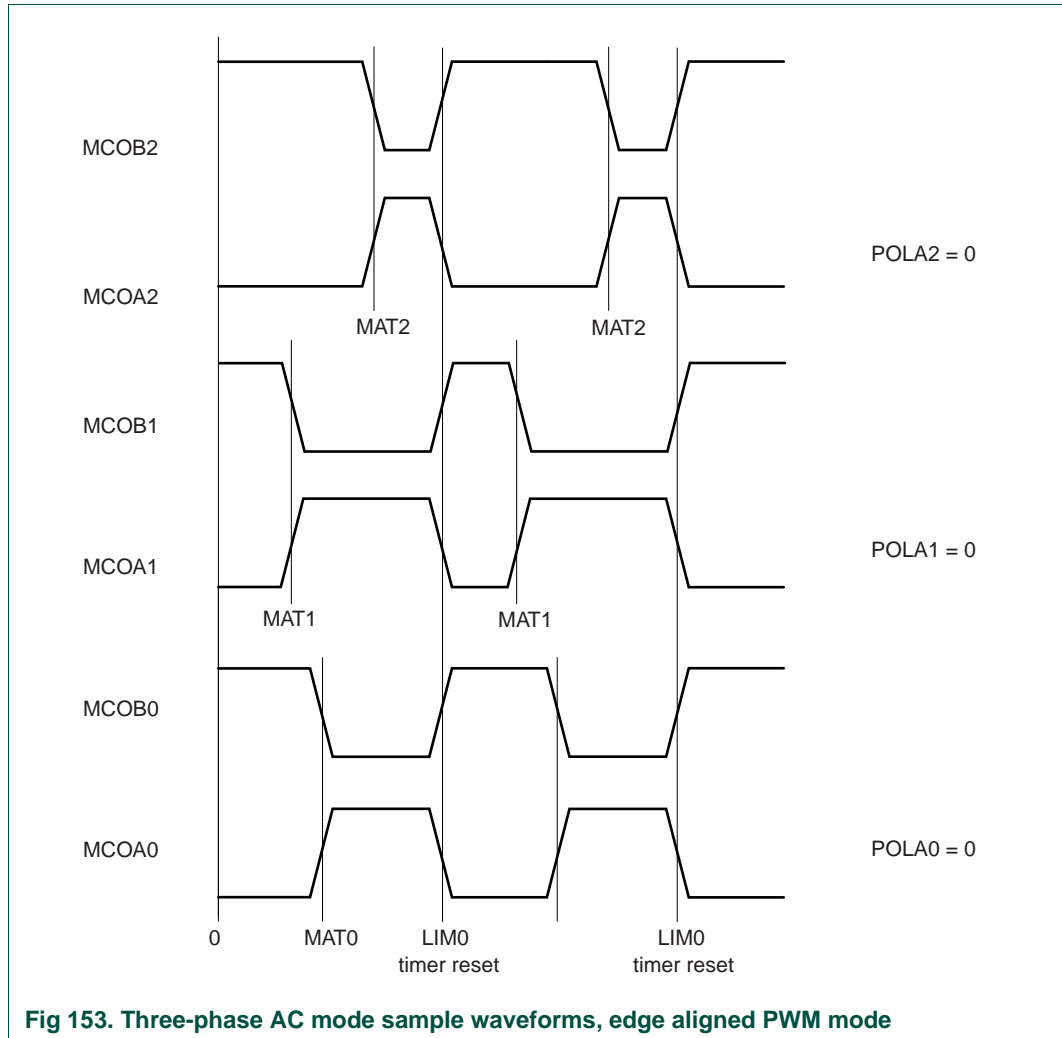 MCOB2
POLA2 = 0
MCOA2
MAT2 MAT2
MCOB1
POLA1 = 0
MCOA1
MAT1 MAT1
MCOB0
MCOA0 POLA0 = 0
0 MAT0 LIM0 LIM0
timer reset timer reset
Fig 153. Three-phase AC mode sample waveforms, edge aligned PWM mode